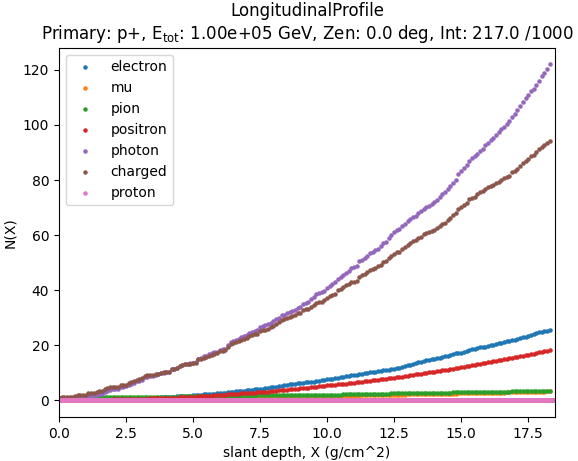 LongitudinalProfile
Primary: p+, E_tot: 1.00e+05 GeV, Zen: 0.0 deg, Int: 217.0 /1000
N(X)
120
100
80
60
40
20
0
electron
mu
pion
positron
photon
charged
proton
0.0 2.5 5.0 7.5 10.0 12.5 15.0 17.5
slant depth, X (g/cm^2)